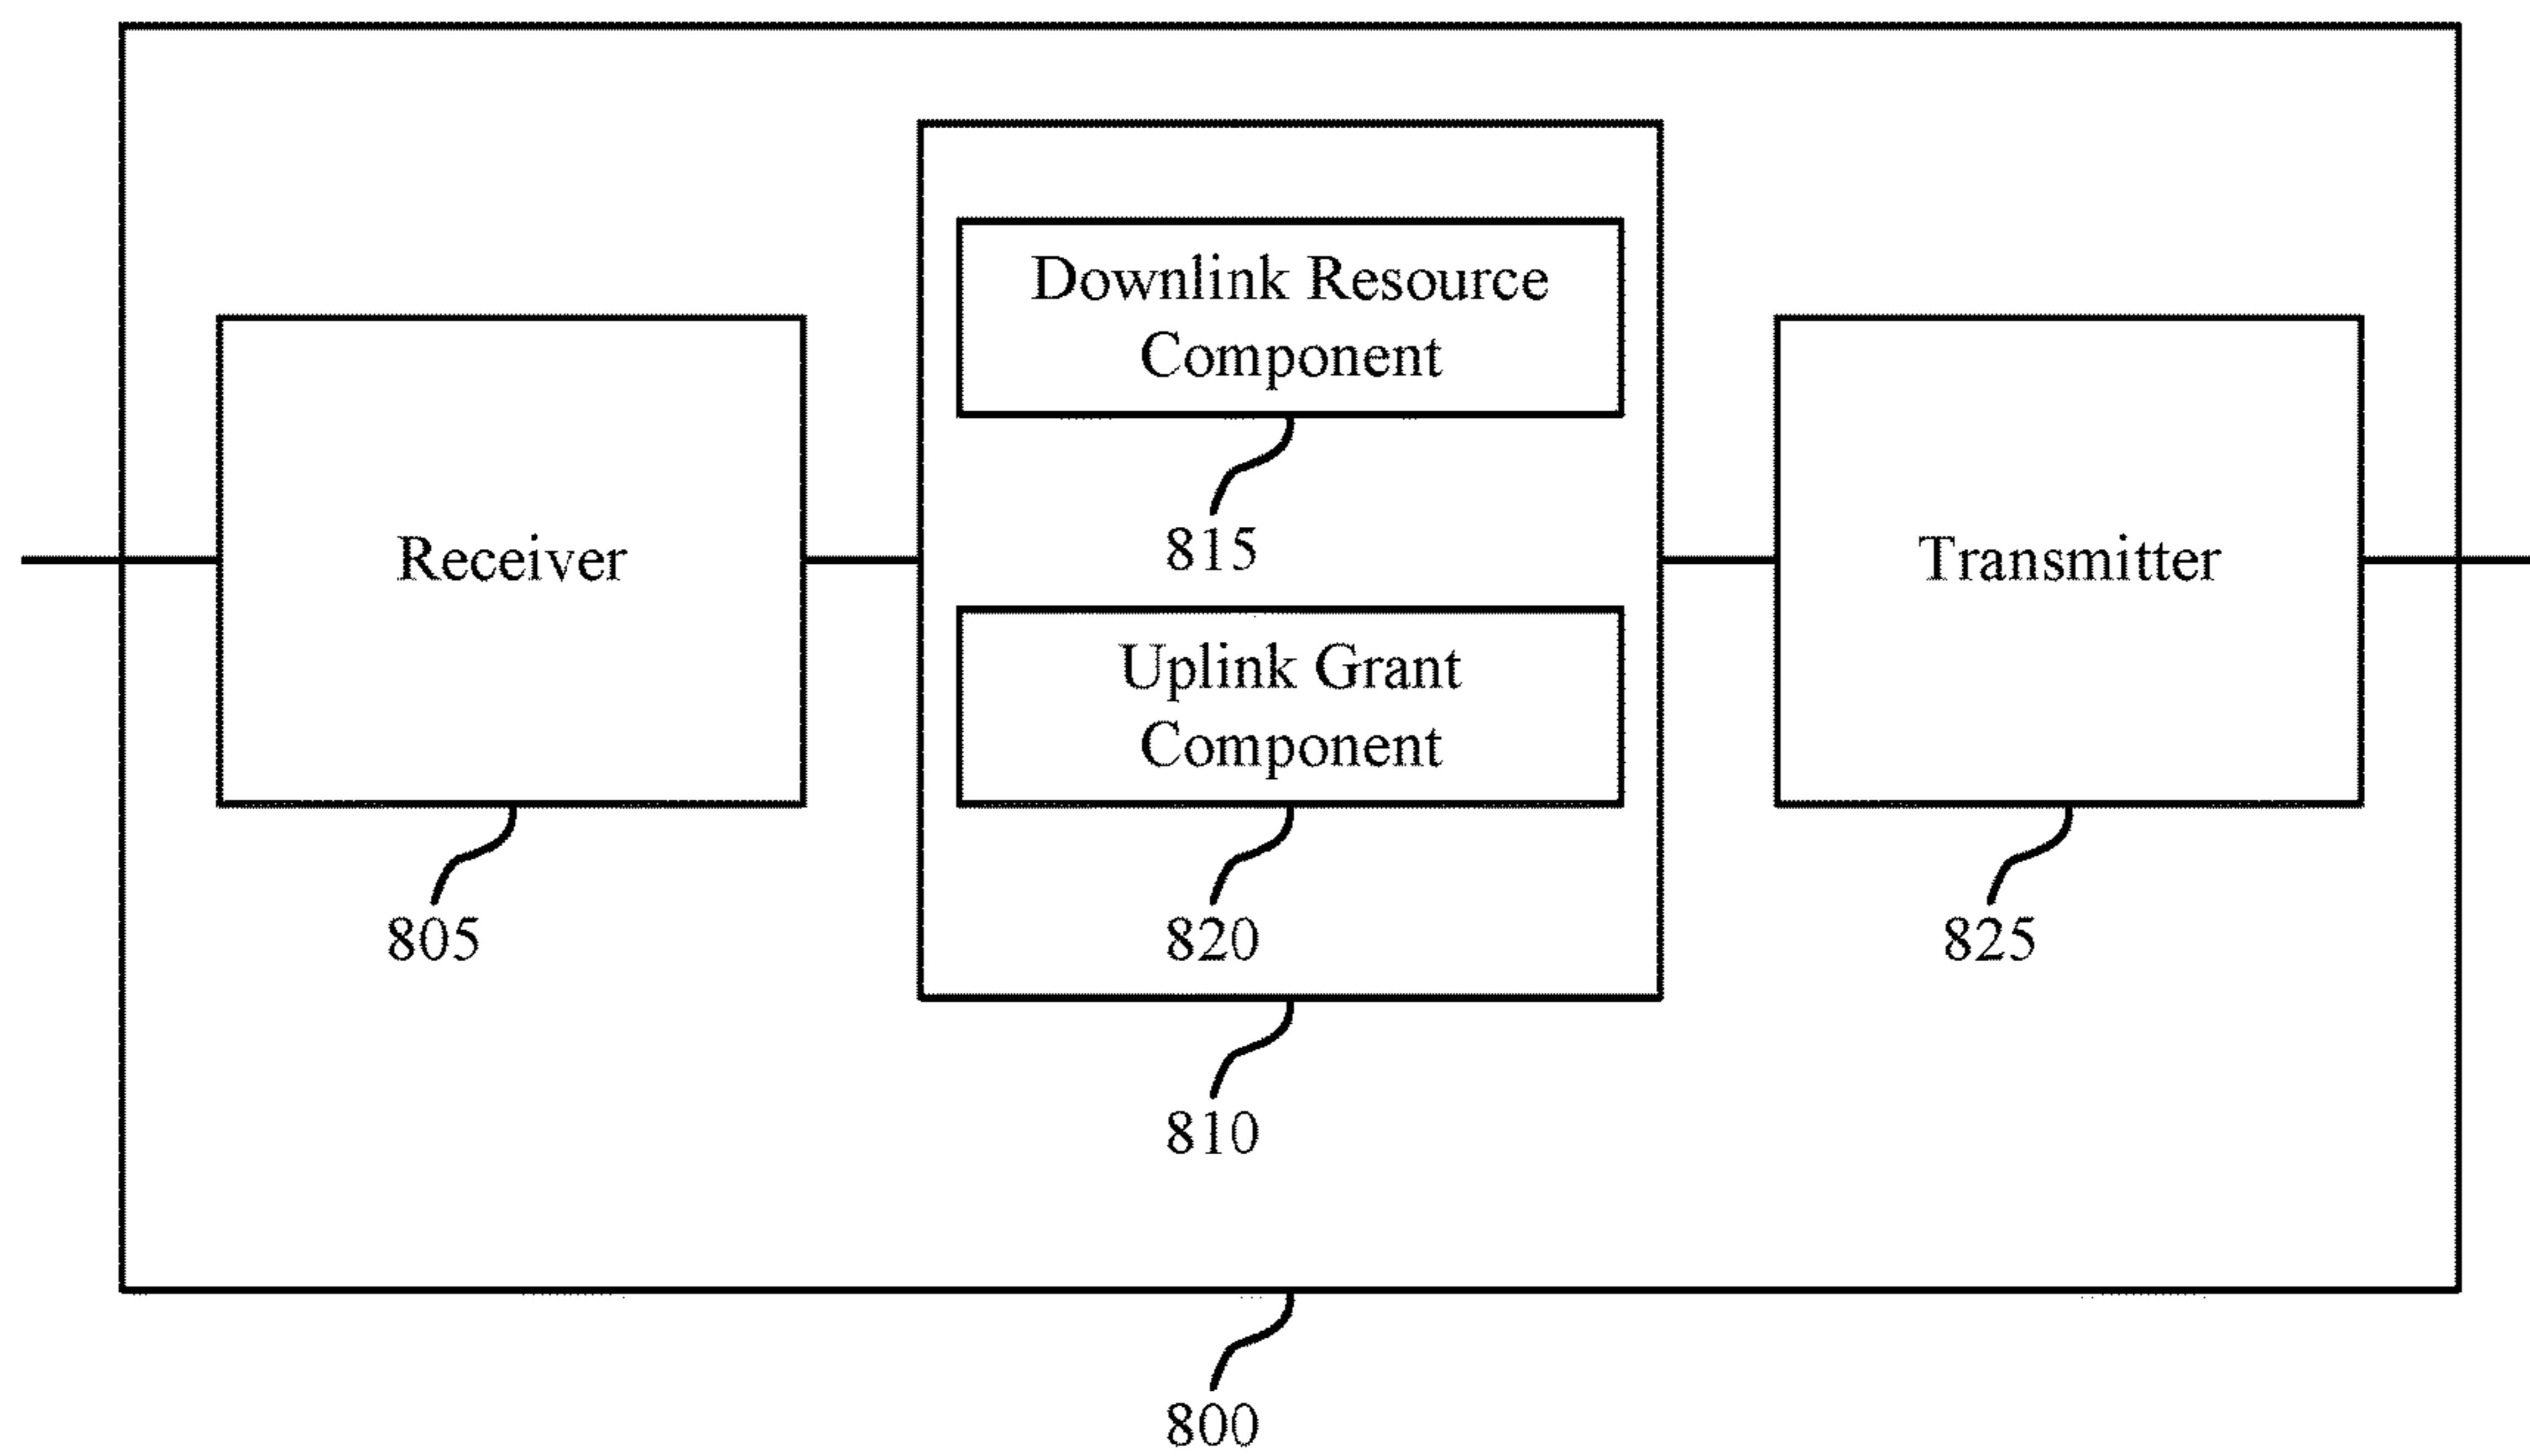 Downlink Resource
Component
815
Receiver
805
Uplink Grant
Component
820
Transmitter
825
810
800